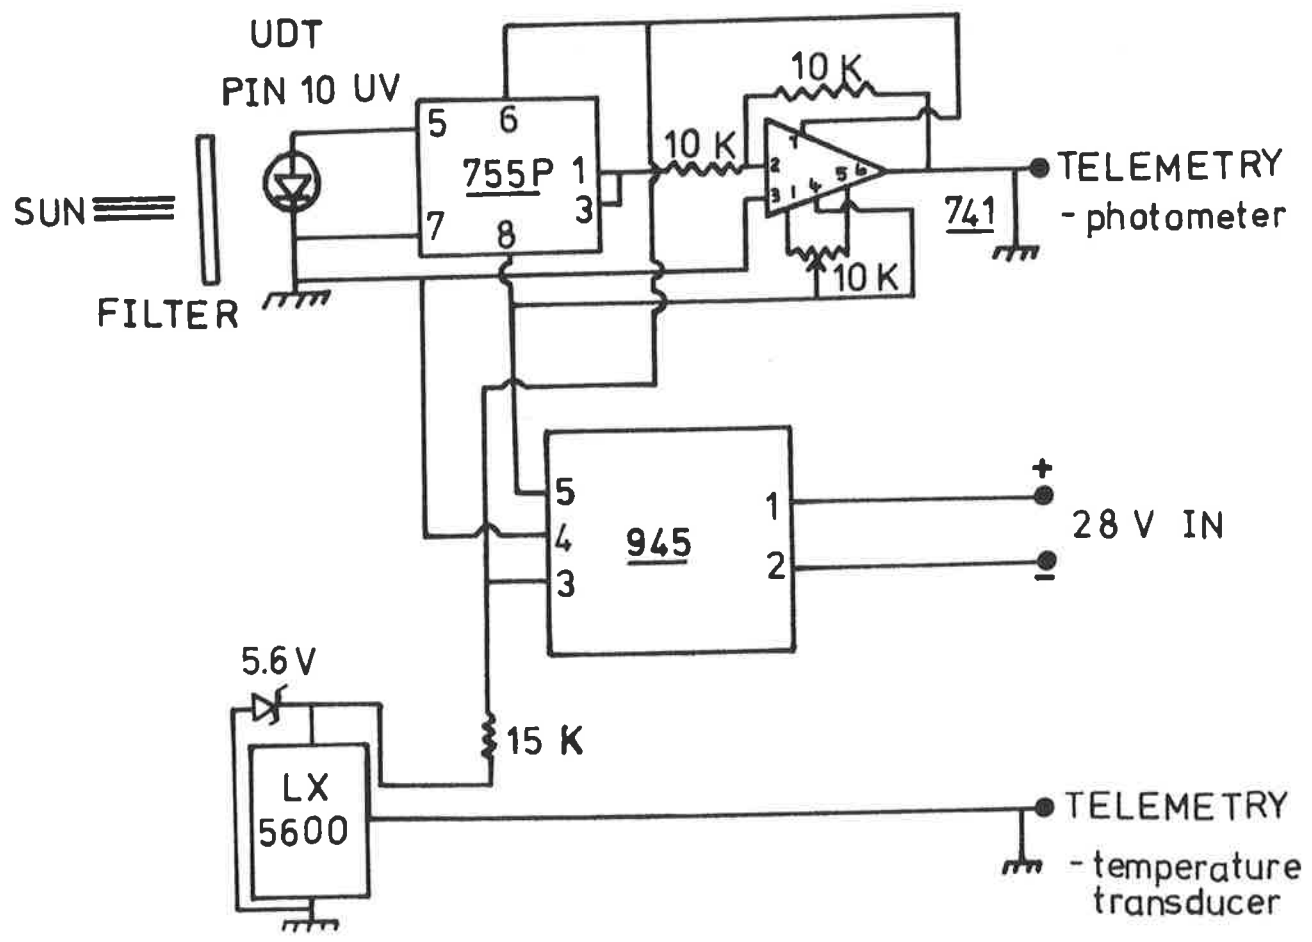 UDT
PIN 10 UV
SUN
FILTER
5
6
755P
1
3
7
8
10 K
10 K
7
2
3
1
4
5
6
10 K
741
TELEMETRY
- photometer
5
4
3
945
1
2
+
28 V IN
-
5.6 V
LX
5600
15 K
TELEMETRY
- temperature
transducer